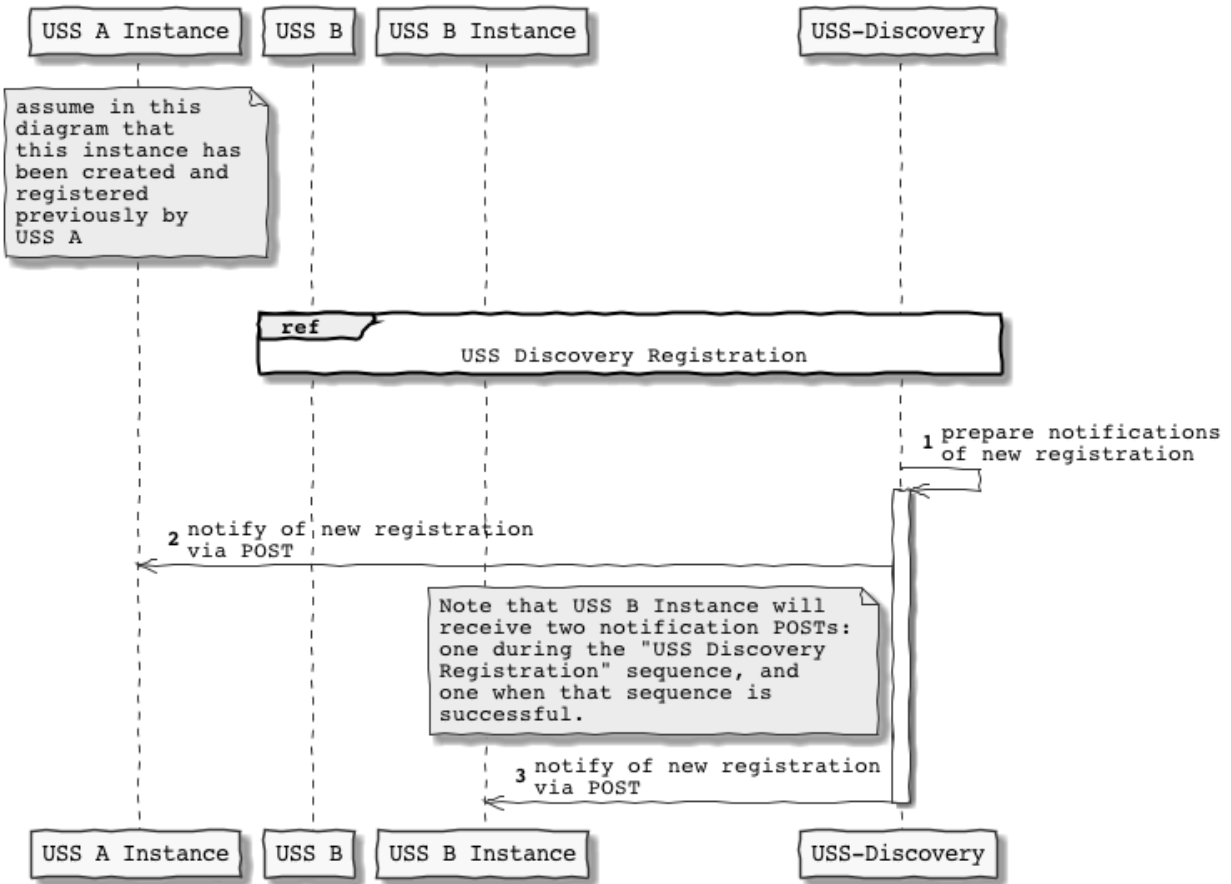 USS A Instance
USS B
USS B Instance
USS-Discovery
assume in this
diagram that
this instance has
been created and
registered
previously by
USS A
ref
USS Discovery Registration
1 prepare notifications
of new registration
2 notify of new registration
via POST
Note that USS B Instance will
receive two notification POSTs:
one during the "USS Discovery
Registration" sequence, and
one when that sequence is
successful.
3 notify of new registration
via POST
USS A Instance
USS B
USS B Instance
USS-Discovery